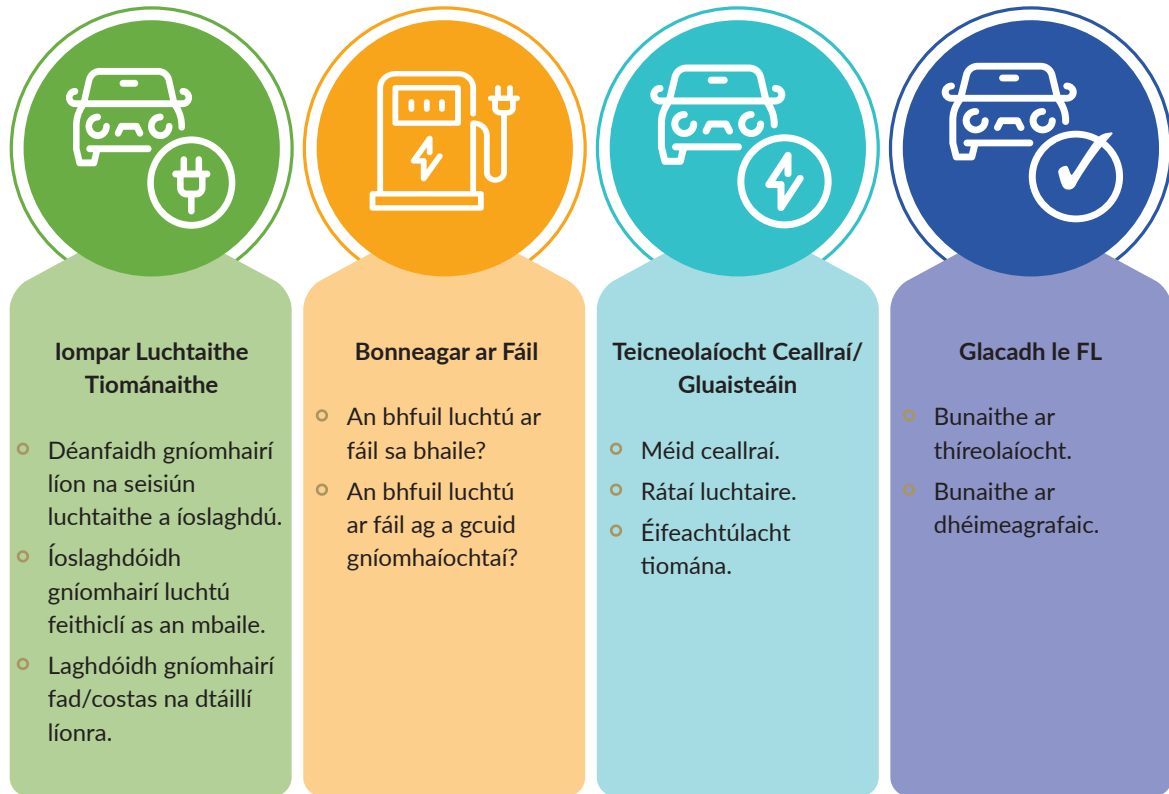 Iompar Luchtaithe
Tiománaithe
Déanfaidh gníomhairí
líon na seisiún
luchtaithe a íoslaghdú.
Íoslaghdóidh
gníomhairí luchtú
feithiclí as an mbaile.
Laghdóidh gníomhairí
fad/costas na dtáillí
líonra.
Bonneagar ar Fáil
An bhfuil luchtú ar
fáil sa bhaile?
An bhfuil luchtú
ar fáil ag a gcuid
gníomhaíochtaí?
Teicneolaíocht Ceallraí/
Gluaisteáin
Méid ceallraí.
Rátaí luchtaire.
Éifeachtúlacht
tiomána.
Glacadh le FL
Bunaithe ar
thíreolaíocht.
Bunaithe ar
dhéimeagrafaic.